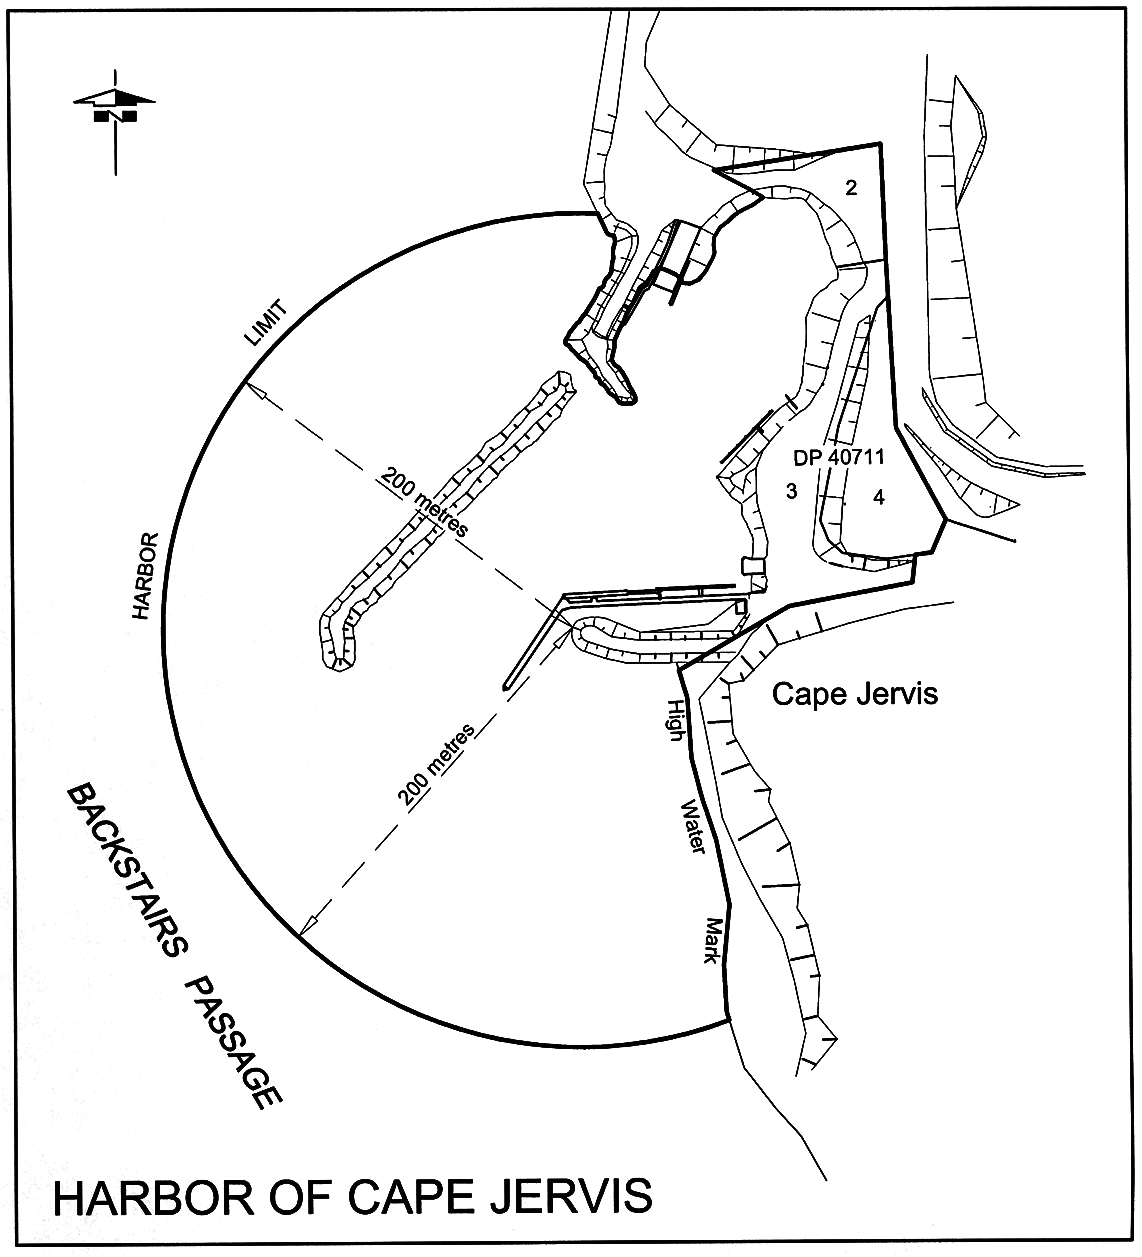 N
2
LIMIT
DP 40711
3
4
200 metres
HARBOR
Cape Jervis
High Water Mark
200 metres
BACKSTAIRS PASSAGE
HARBOR OF CAPE JERVIS